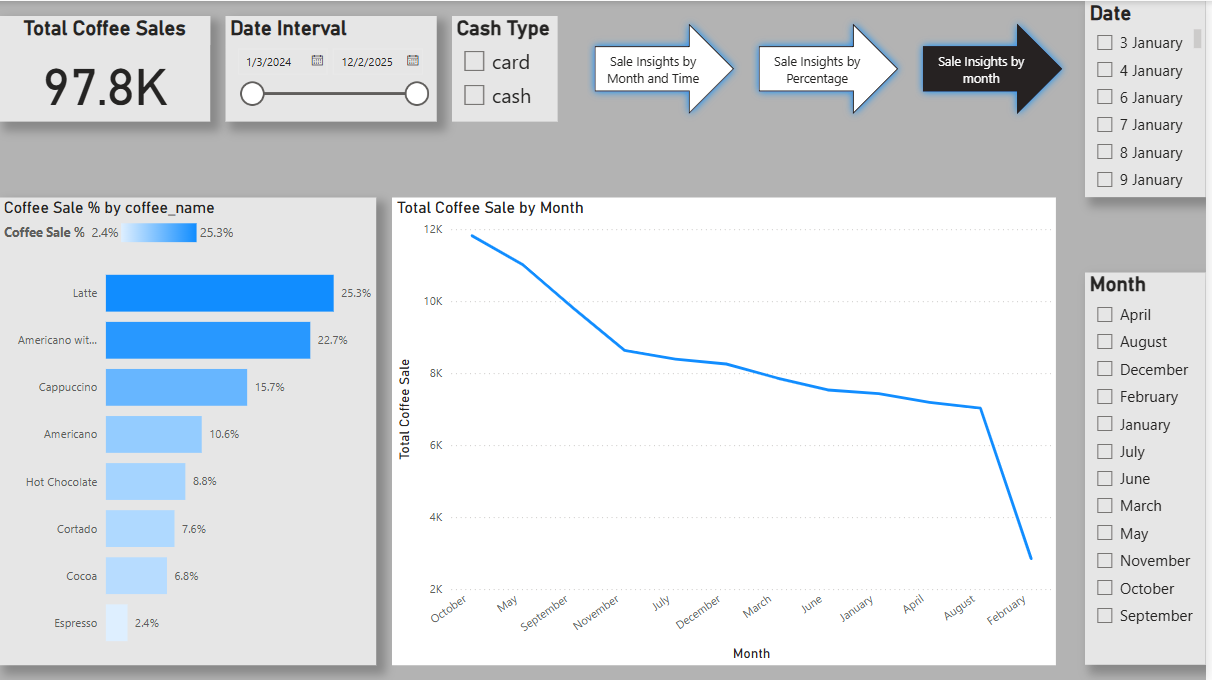 Total Coffee Sales
97.8K
Date Interval
1/3/2024
12/2/2025
Cash Type
card
cash
Sale Insights by
Month and Time
Sale Insights by
Percentage
Sale Insights by
month
Date
3 January
4 January
6 January
7 January
8 January
9 January
Coffee Sale % by coffee_name
Coffee Sale % 2.4% 25.3%
Latte 25.3%
Americano wit... 22.7%
Cappuccino 15.7%
Americano 10.6%
Hot Chocolate 8.8%
Cortado 7.6%
Cocoa 6.8%
Espresso 2.4%
Total Coffee Sale by Month
Total Coffee Sale
12K
10K
8K
6K
4K
2K
October
May
September
November
July
December
March
June
January
April
August
February
Month
Month
April
August
December
February
January
July
June
March
May
November
October
September